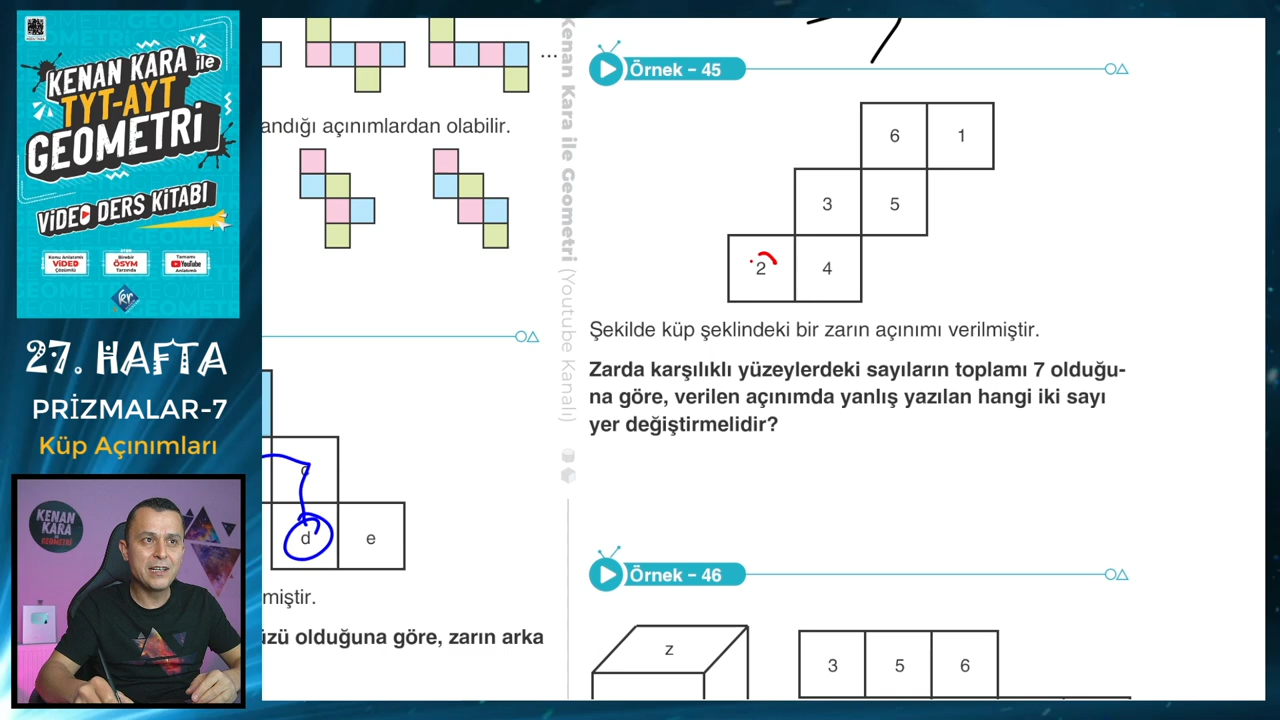 KENAN KARA ile
TYT-AYT
GEOMETRİ
VİDEO DERS KİTABI
Konu Anlatımlı
VİDEO
ÇÖZÜMLÜ
Birebir
ÖSYM
Tarzında
Tamamı
YouTube
27. HAFTA
PRİZMALAR-7
Küp Açınımları
KENAN
KARA
GEOMETRİ
...
andığı açınımlardan olabilir.
d
e
miştir.
üzü olduğuna göre, zarın arka
Kenan Kara ile Geometri (Youtube Kanalı)
Örnek – 45
6 1
3 5
2 4
Şekilde küp şeklindeki bir zarın açınımı verilmiştir.
Zarda karşılıklı yüzeylerdeki sayıların toplamı 7 olduğu-
na göre, verilen açınımda yanlış yazılan hangi iki sayı
yer değiştirmelidir?
Örnek – 46
z
3 5 6